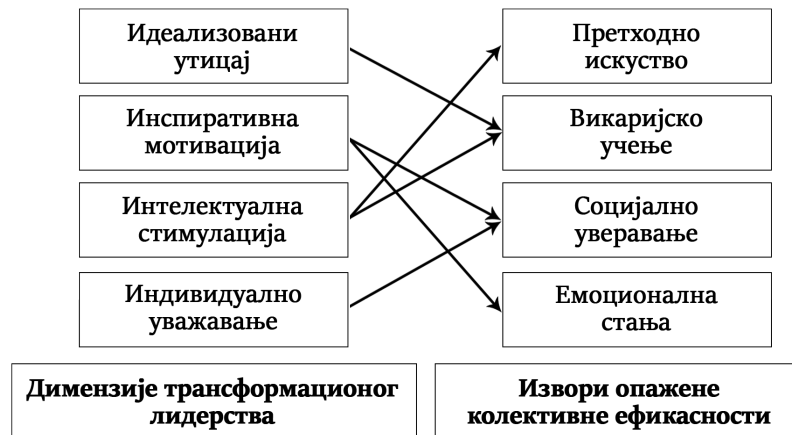 Идеализовани
утицај
Инспиративна
мотивација
Интелектуална
стимулација
Индивидуално
уважавање
Димензије трансформационог
лидерства
Претходно
искуство
Викаријско
учење
Социјално
уверавање
Емоционална
стања
Извори опажене
колективне ефикасности